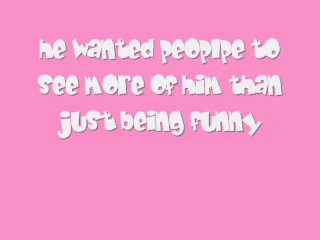 he wanted peoplpe to
see more of him than
just being funny